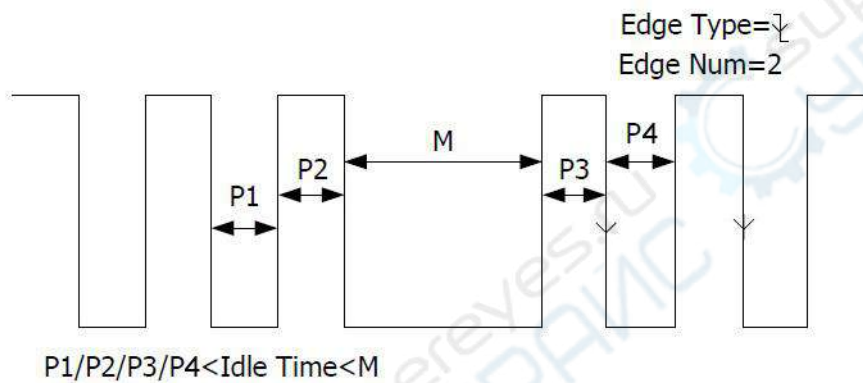 Edge Type=
Edge Num=2
M
P4
P2
P3
P1
P1/P2/P3/P4<Idle Time<M